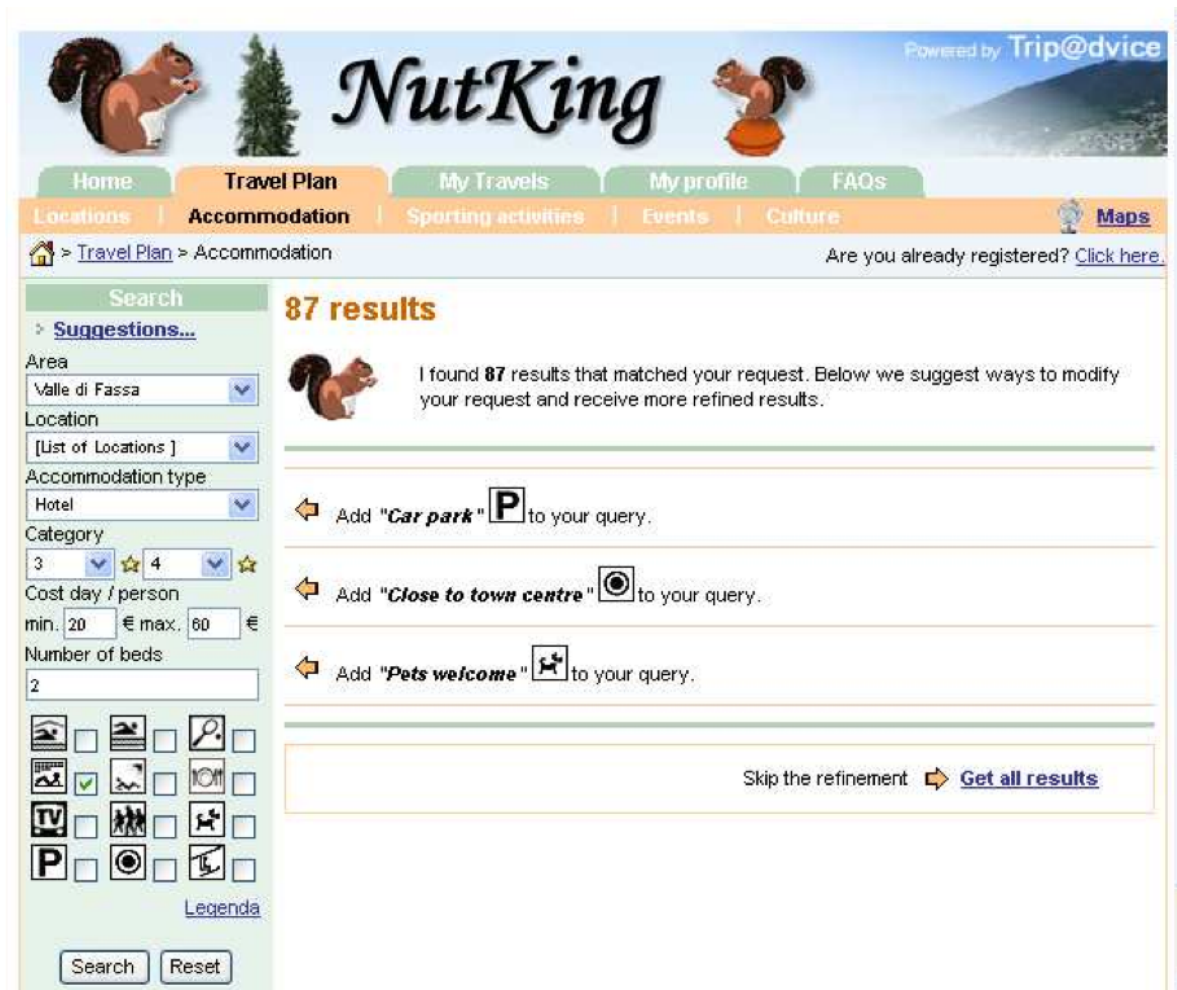 Powered by Trip@dvice
NutKing
Home Travel Plan My Travels My profile FAQs
Locations | Accommodation | Sporting activities | Events | Culture Maps
> Travel Plan > Accommodation Are you already registered? Click here.
Search
Suggestions...
Area
Valle di Fassa
Location
[List of Locations ]
Accommodation type
Hotel
Category
3 4
Cost day / person
min. 20 € max. 60 €
Number of beds
2
TV
P
Legenda
Search Reset
87 results
I found 87 results that matched your request. Below we suggest ways to modify
your request and receive more refined results.
Add "Car park" P to your query.
Add "Close to town centre" to your query.
Add "Pets welcome" to your query.
Skip the refinement Get all results